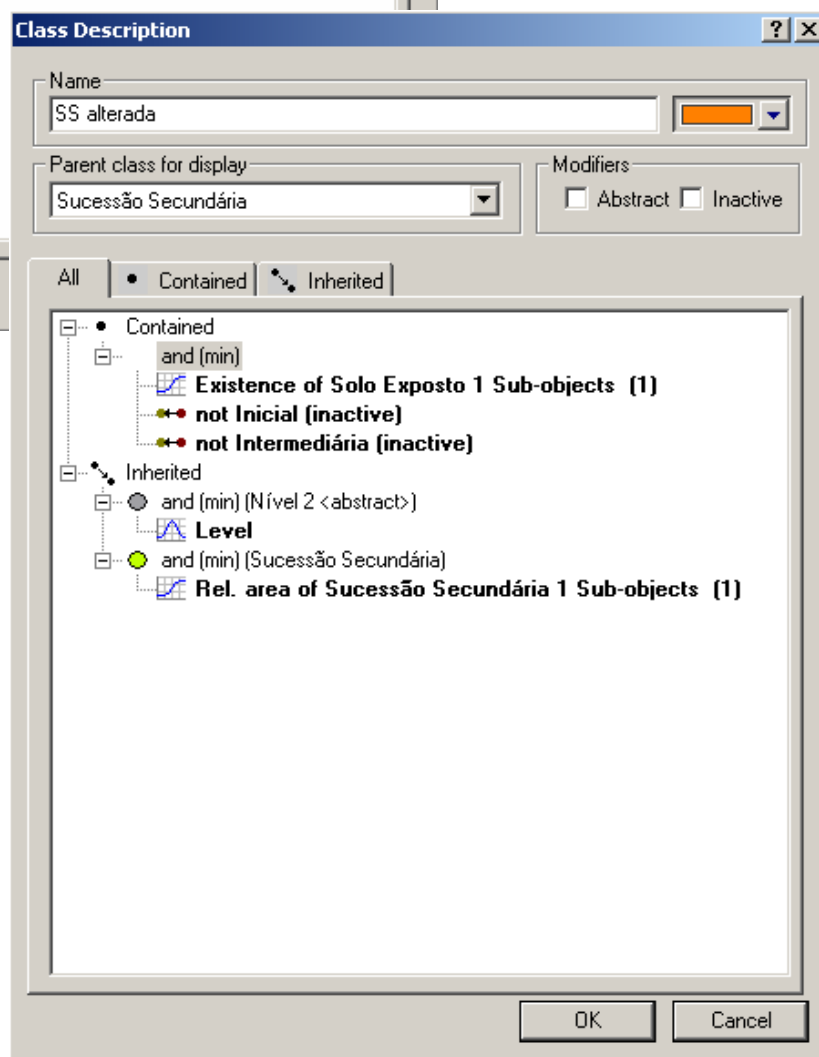 Class Description
Name
SS alterada
Parent class for display
Modifiers
Sucessão Secundária
Abstract
Inactive
All
Contained
Inherited
Contained
and (min)
Existence of Solo Exposto 1 Sub-objects (1)
not Inicial (inactive)
not Intermediária (inactive)
Inherited
and (min) (Nível 2 <abstract>)
Level
and (min) (Sucessão Secundária)
Rel. area of Sucessão Secundária 1 Sub-objects (1)
OK
Cancel